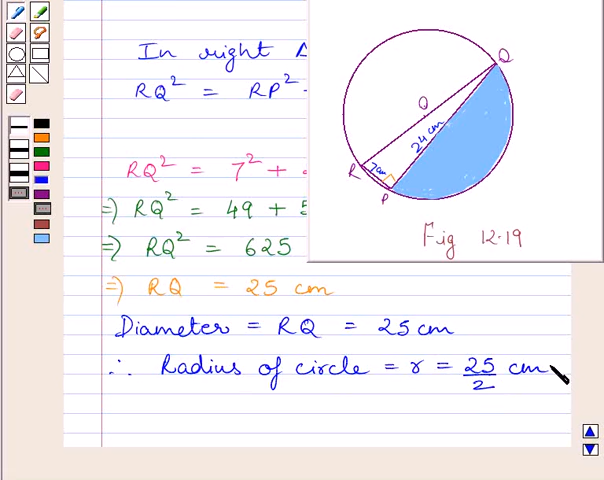 In right Δ
RQ² = RP²
RQ² = 7² +
⇒) RQ² = 49 + 5
⇒) RQ² = 625
⇒) RQ = 25 cm
Diameter = RQ = 25 cm
∴ Radius of circle = r = 25/2 cm
Q
O
24 cm
R
7cm
P
Fig 12.19